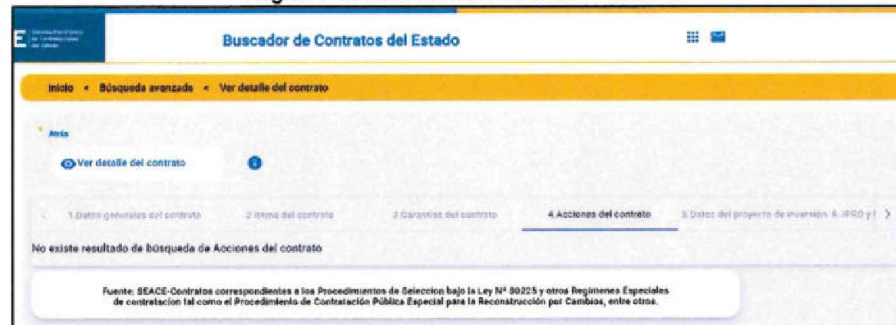 Buscador de Contratos del Estado
Inicio < Búsqueda avanzada < Ver detalle del contrato
Atrás
Ver detalle del contrato
1.Datos generales del contrato 2.Items del contrato 3.Garantías del contrato 4.Acciones del contrato 5.Datos del proyecto de inversión 6.JPRD y
No existe resultado de búsqueda de Acciones del contrato
Fuente: SEACE-Contratos correspondientes a los Procedimientos de Seleccion bajo la Ley N° 30225 y otros Regimenes Especiales
de contratacion tal como el Procedimiento de Contratación Pública Especial para la Reconstrucción por Cambios, entre otros.